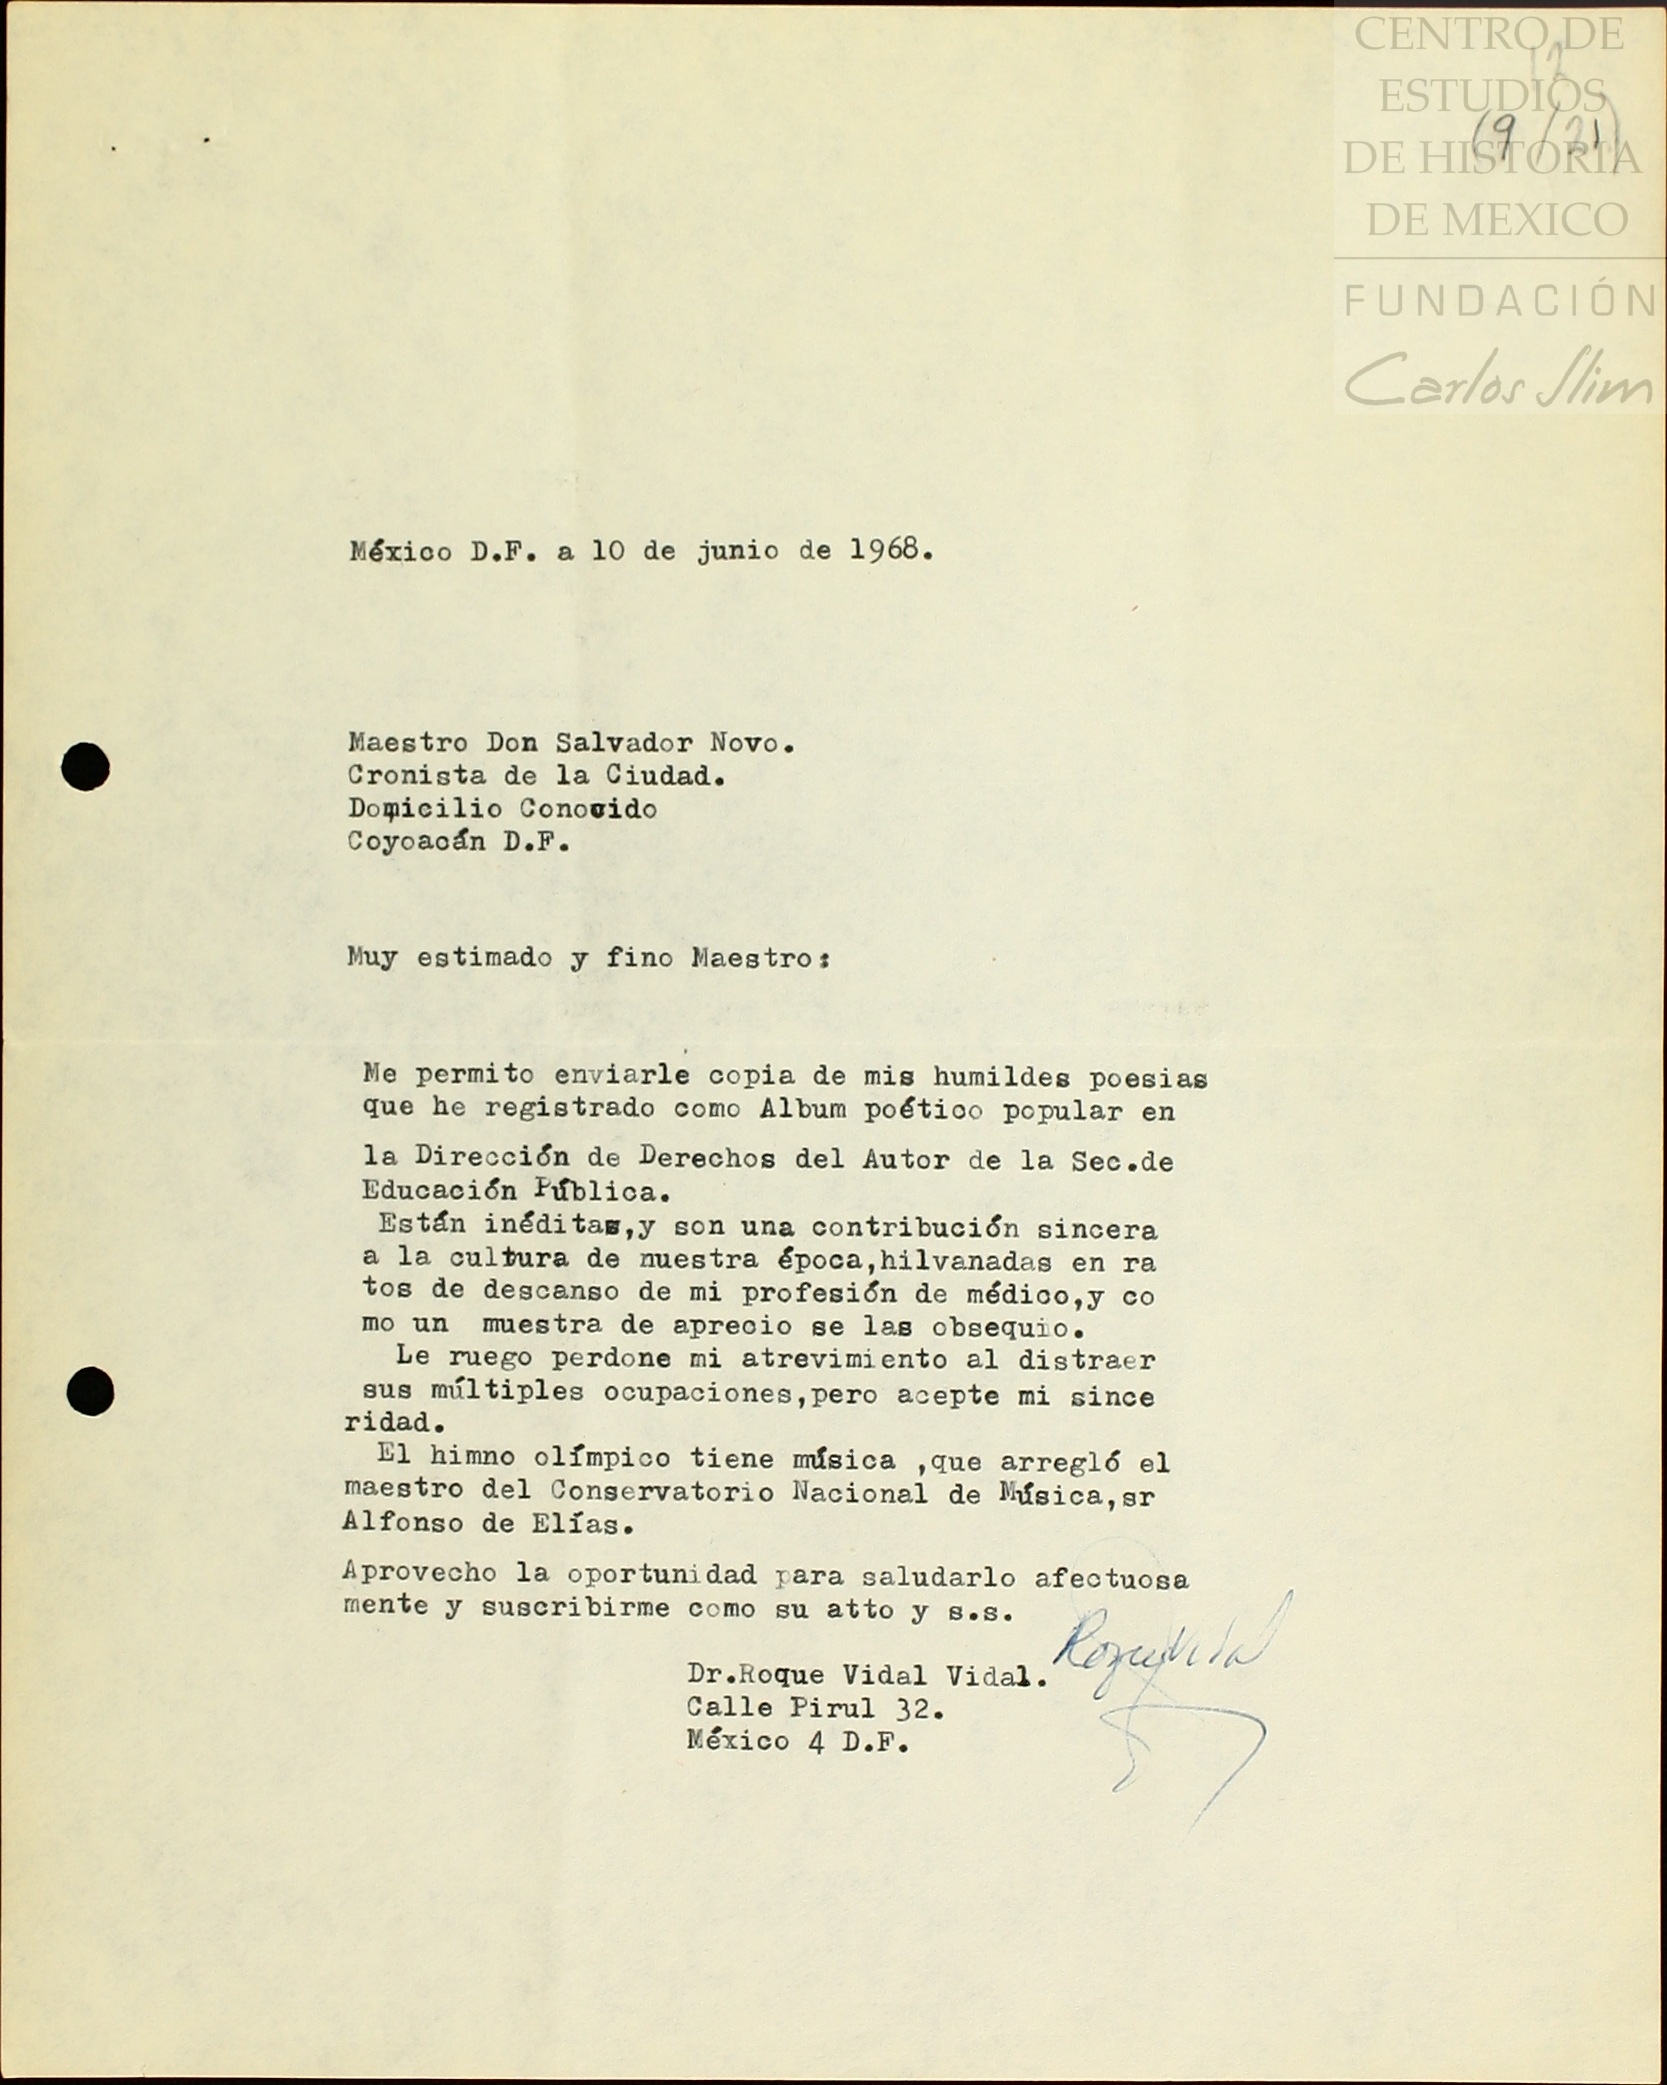 CENTRO DE
ESTUDIOS
DE HISTORIA
DE MEXICO
FUNDACIÓN
Carlos Slim
12
(9/21)
México D.F. a 10 de junio de 1968.
Maestro Don Salvador Novo.
Cronista de la Ciudad.
Domicilio Conocido
Coyoacán D.F.
Muy estimado y fino Maestro:
Me permito enviarle copia de mis humildes poesias
que he registrado como Album poético popular en
la Dirección de Derechos del Autor de la Sec.de
Educación Pública.
Están inéditas,y son una contribución sincera
a la cultura de nuestra época,hilvanadas en ra
tos de descanso de mi profesión de médico,y co
mo un muestra de aprecio se las obsequio.
Le ruego perdone mi atrevimiento al distraer
sus múltiples ocupaciones,pero acepte mi since
ridad.
El himno olímpico tiene música ,que arregló el
maestro del Conservatorio Nacional de Música,sr
Alfonso de Elías.
Aprovecho la oportunidad para saludarlo afectuosa
mente y suscribirme como su atto y s.s.
Roque Vidal
Dr.Roque Vidal Vidal.
Calle Pirul 32.
México 4 D.F.